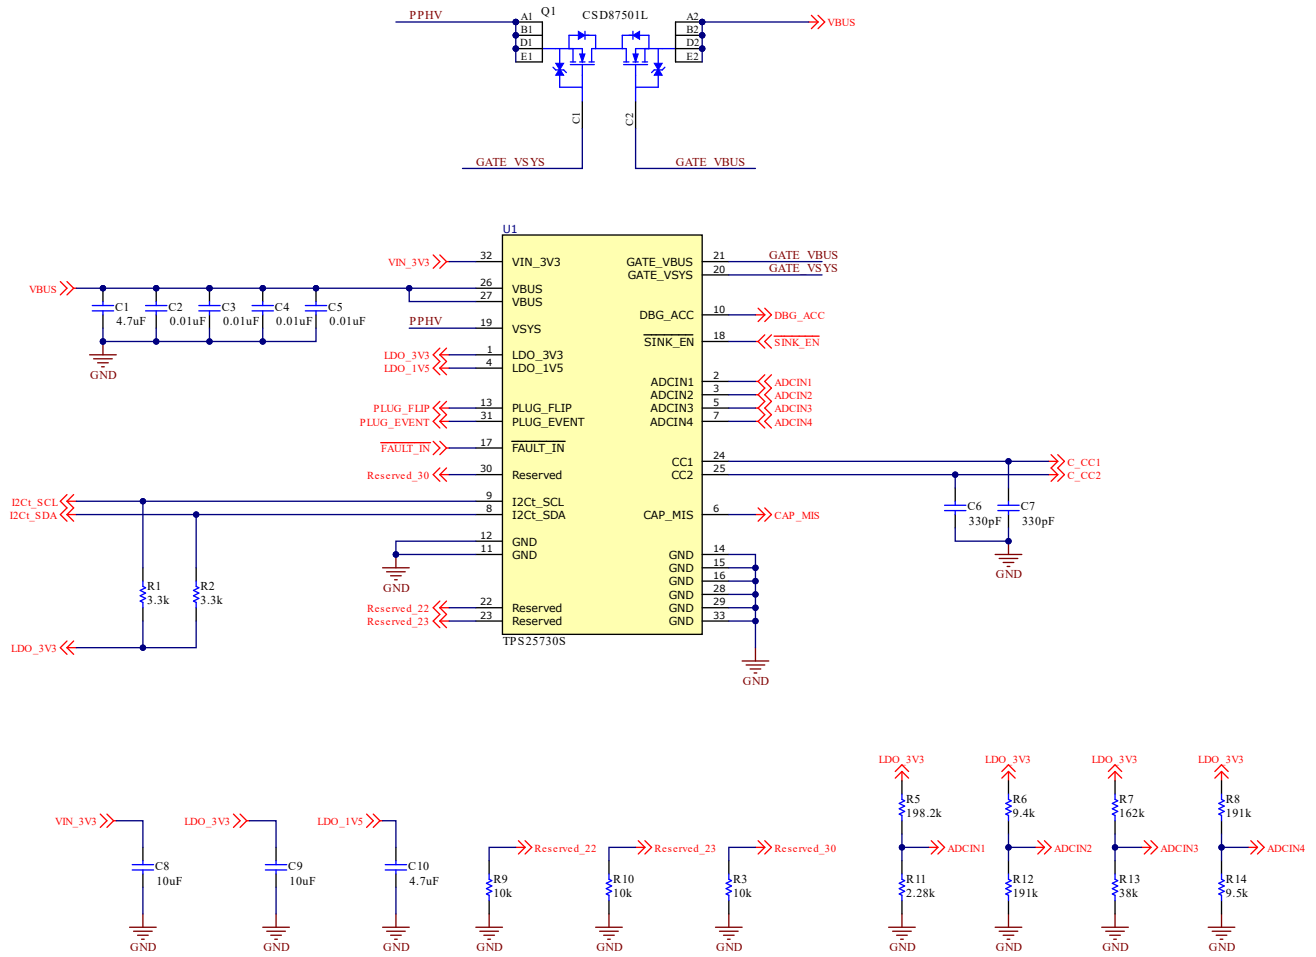 PPHV
A1
Q1
CSD87501L
A2
VBUS
B1
B2
D1
D2
E1
E2
C1
C2
GATE_VSYS
GATE_VBUS
U1
VIN_3V3
32
VIN_3V3
GATE_VBUS
21
GATE_VBUS
GATE_VSYS
20
GATE_VSYS
VBUS
26
VBUS
27
VBUS
C1
4.7uF
C2
0.01uF
C3
0.01uF
C4
0.01uF
C5
0.01uF
GND
DBG_ACC
10
DBG_ACC
PPHV
19
VSYS
SINK_EN
18
SINK_EN
LDO_3V3
1
LDO_3V3
LDO_1V5
4
LDO_1V5
ADCIN1
2
ADCIN1
ADCIN2
3
ADCIN2
ADCIN3
5
ADCIN3
ADCIN4
7
ADCIN4
PLUG_FLIP
13
PLUG_FLIP
PLUG_EVENT
31
PLUG_EVENT
FAULT_IN
17
FAULT_IN
CC1
24
C_CC1
CC2
25
C_CC2
Reserved_30
30
Reserved
I2Ct_SCL
9
I2Ct_SCL
I2Ct_SDA
8
I2Ct_SDA
CAP_MIS
6
CAP_MIS
C6
330pF
C7
330pF
GND
12
GND
11
GND
GND
GND
14
GND
15
GND
16
GND
28
GND
29
GND
33
R1
3.3k
R2
3.3k
Reserved_22
22
Reserved
Reserved_23
23
Reserved
TPS25730S
LDO_3V3
GND
LDO_3V3
LDO_3V3
LDO_3V3
LDO_3V3
R5
198.2k
R6
9.4k
R7
162k
R8
191k
VIN_3V3
LDO_3V3
LDO_1V5
Reserved_22
Reserved_23
Reserved_30
ADCIN1
ADCIN2
ADCIN3
ADCIN4
C8
10uF
C9
10uF
C10
4.7uF
R9
10k
R10
10k
R3
10k
R11
2.28k
R12
191k
R13
38k
R14
9.5k
GND
GND
GND
GND
GND
GND
GND
GND
GND
GND